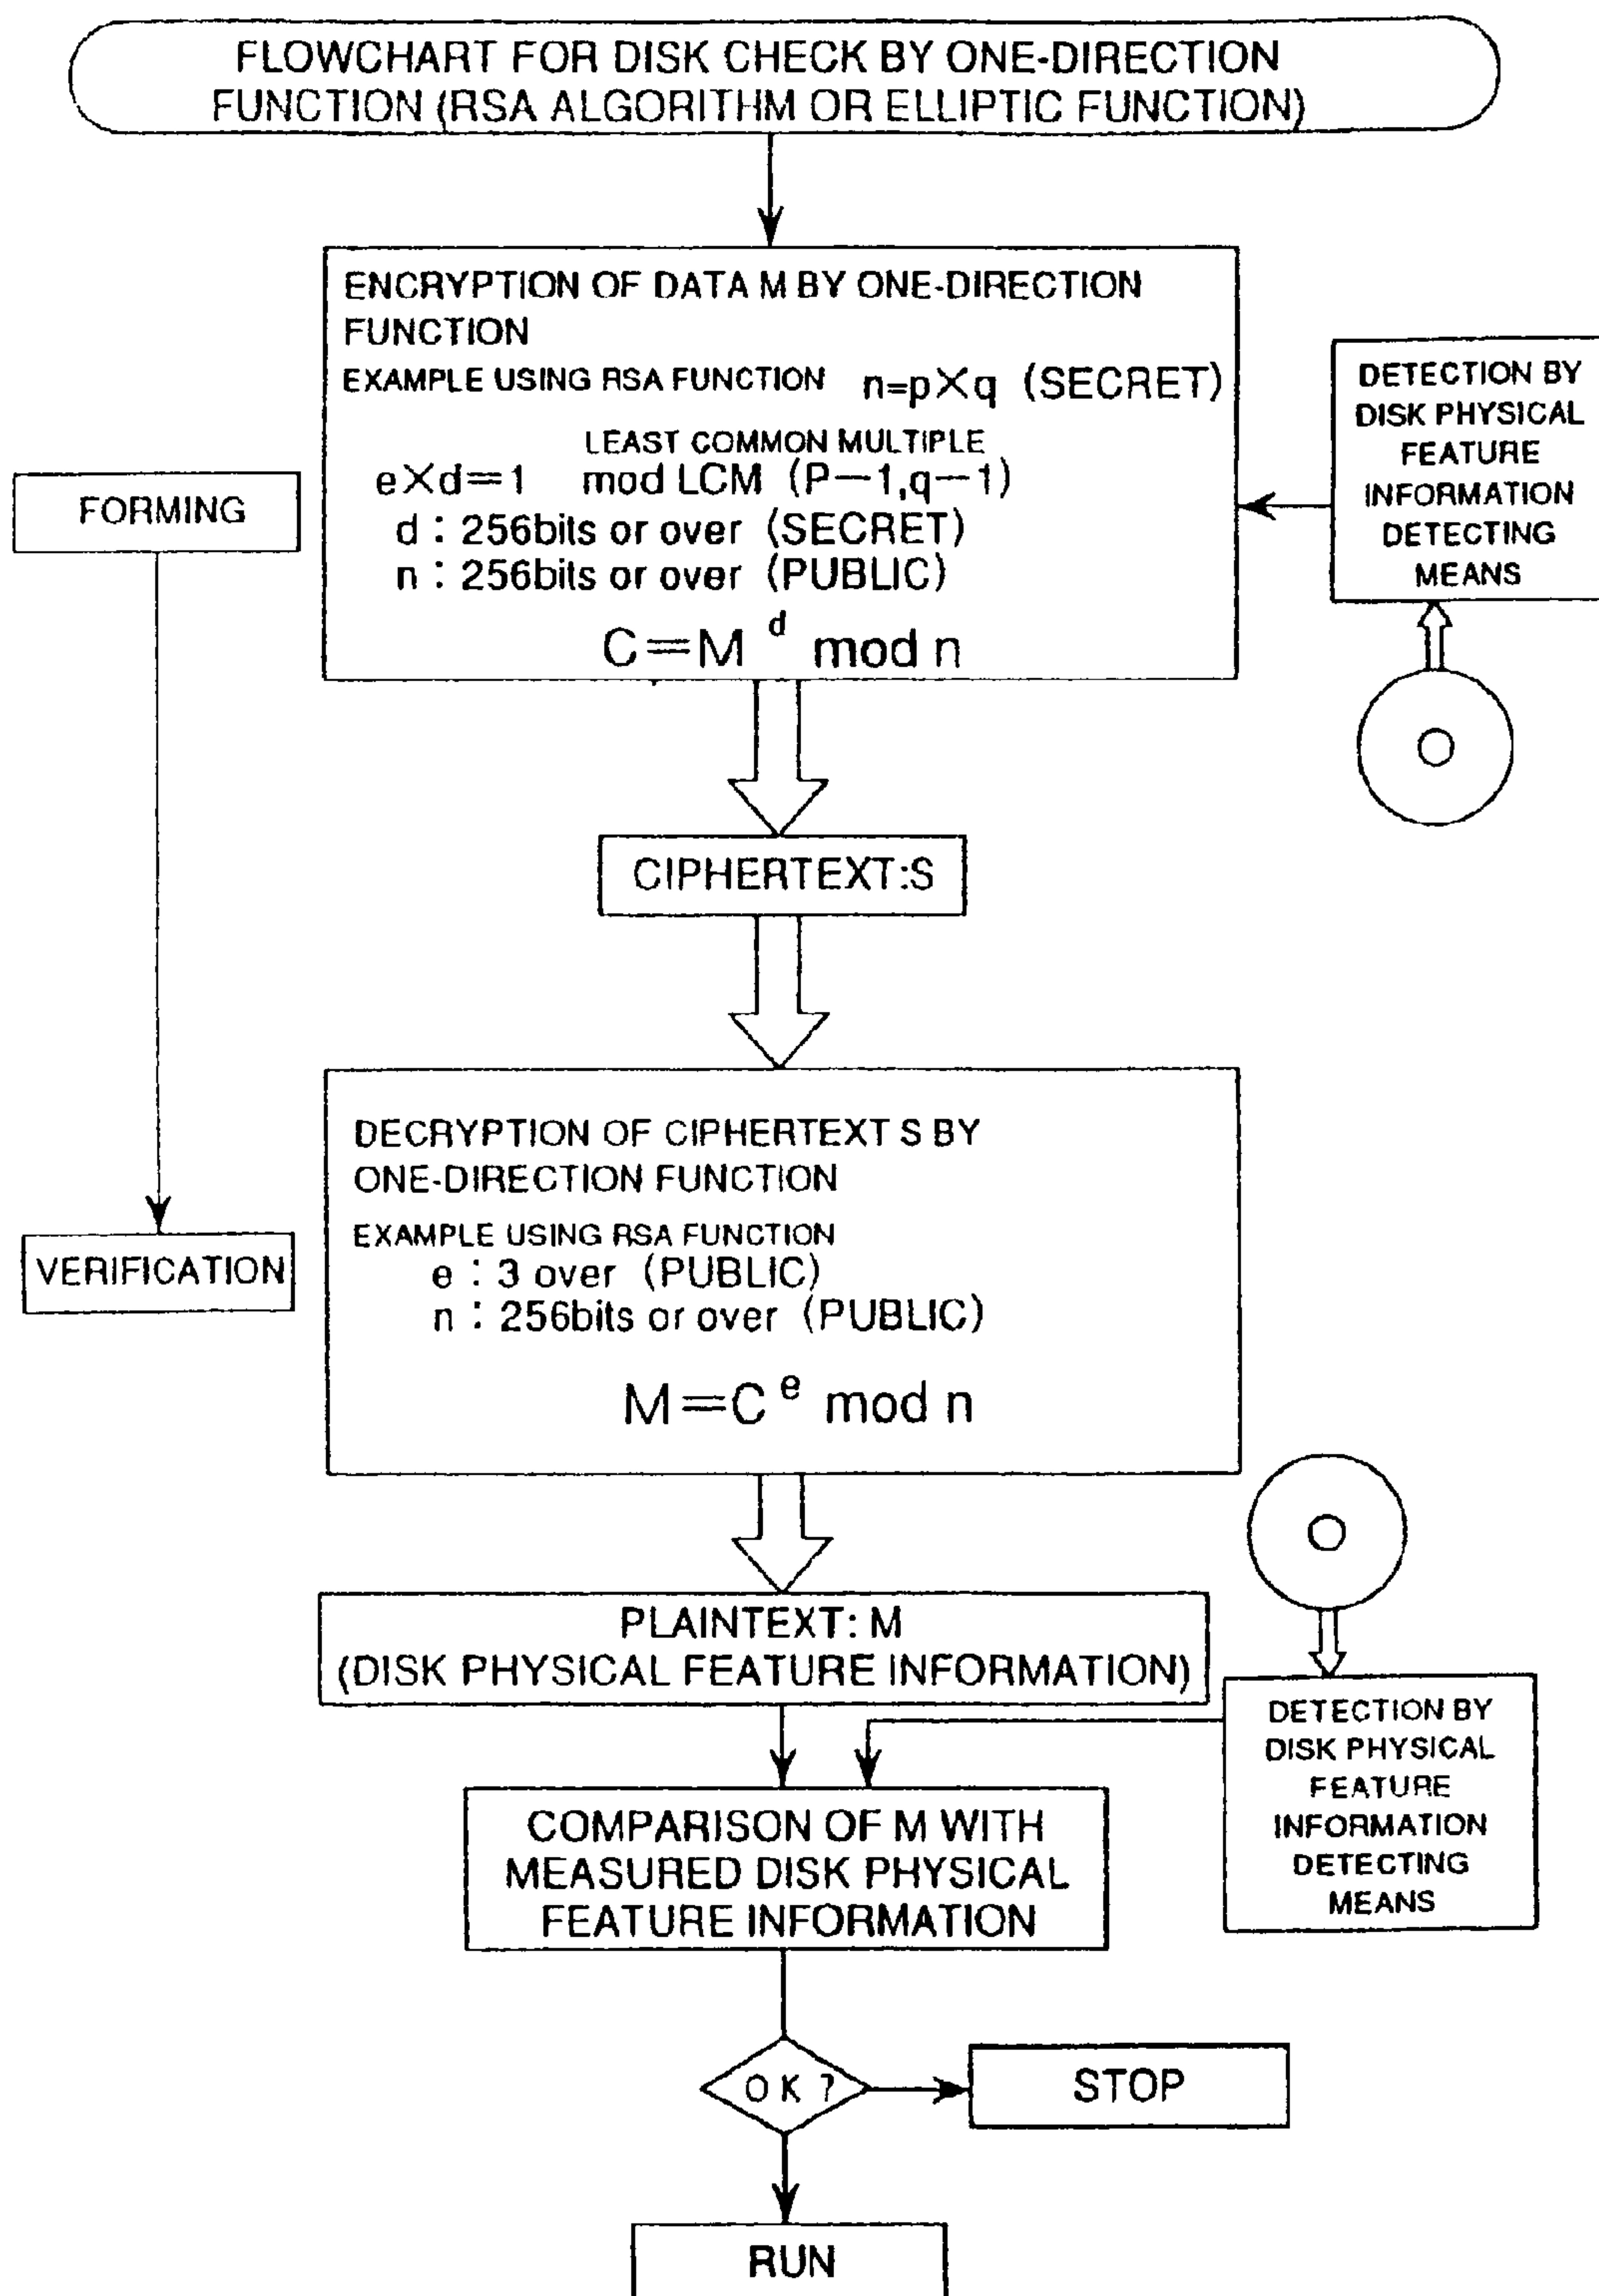 FLOWCHART FOR DISK CHECK BY ONE-DIRECTION
FUNCTION (RSA ALGORITHM OR ELLIPTIC FUNCTION)
ENCRYPTION OF DATA M BY ONE-DIRECTION
FUNCTION
EXAMPLE USING RSA FUNCTION n=p×q (SECRET)
LEAST COMMON MULTIPLE
e×d=1 mod LCM (P-1,q-1)
d : 256bits or over (SECRET)
n : 256bits or over (PUBLIC)
C=M^d mod n
DETECTION BY
DISK PHYSICAL
FEATURE
INFORMATION
DETECTING
MEANS
FORMING
CIPHERTEXT:S
DECRYPTION OF CIPHERTEXT S BY
ONE-DIRECTION FUNCTION
EXAMPLE USING RSA FUNCTION
e : 3 over (PUBLIC)
n : 256bits or over (PUBLIC)
M=C^e mod n
VERIFICATION
PLAINTEXT: M
(DISK PHYSICAL FEATURE INFORMATION)
DETECTION BY
DISK PHYSICAL
FEATURE
INFORMATION
DETECTING
MEANS
COMPARISON OF M WITH
MEASURED DISK PHYSICAL
FEATURE INFORMATION
OK?
STOP
RUN